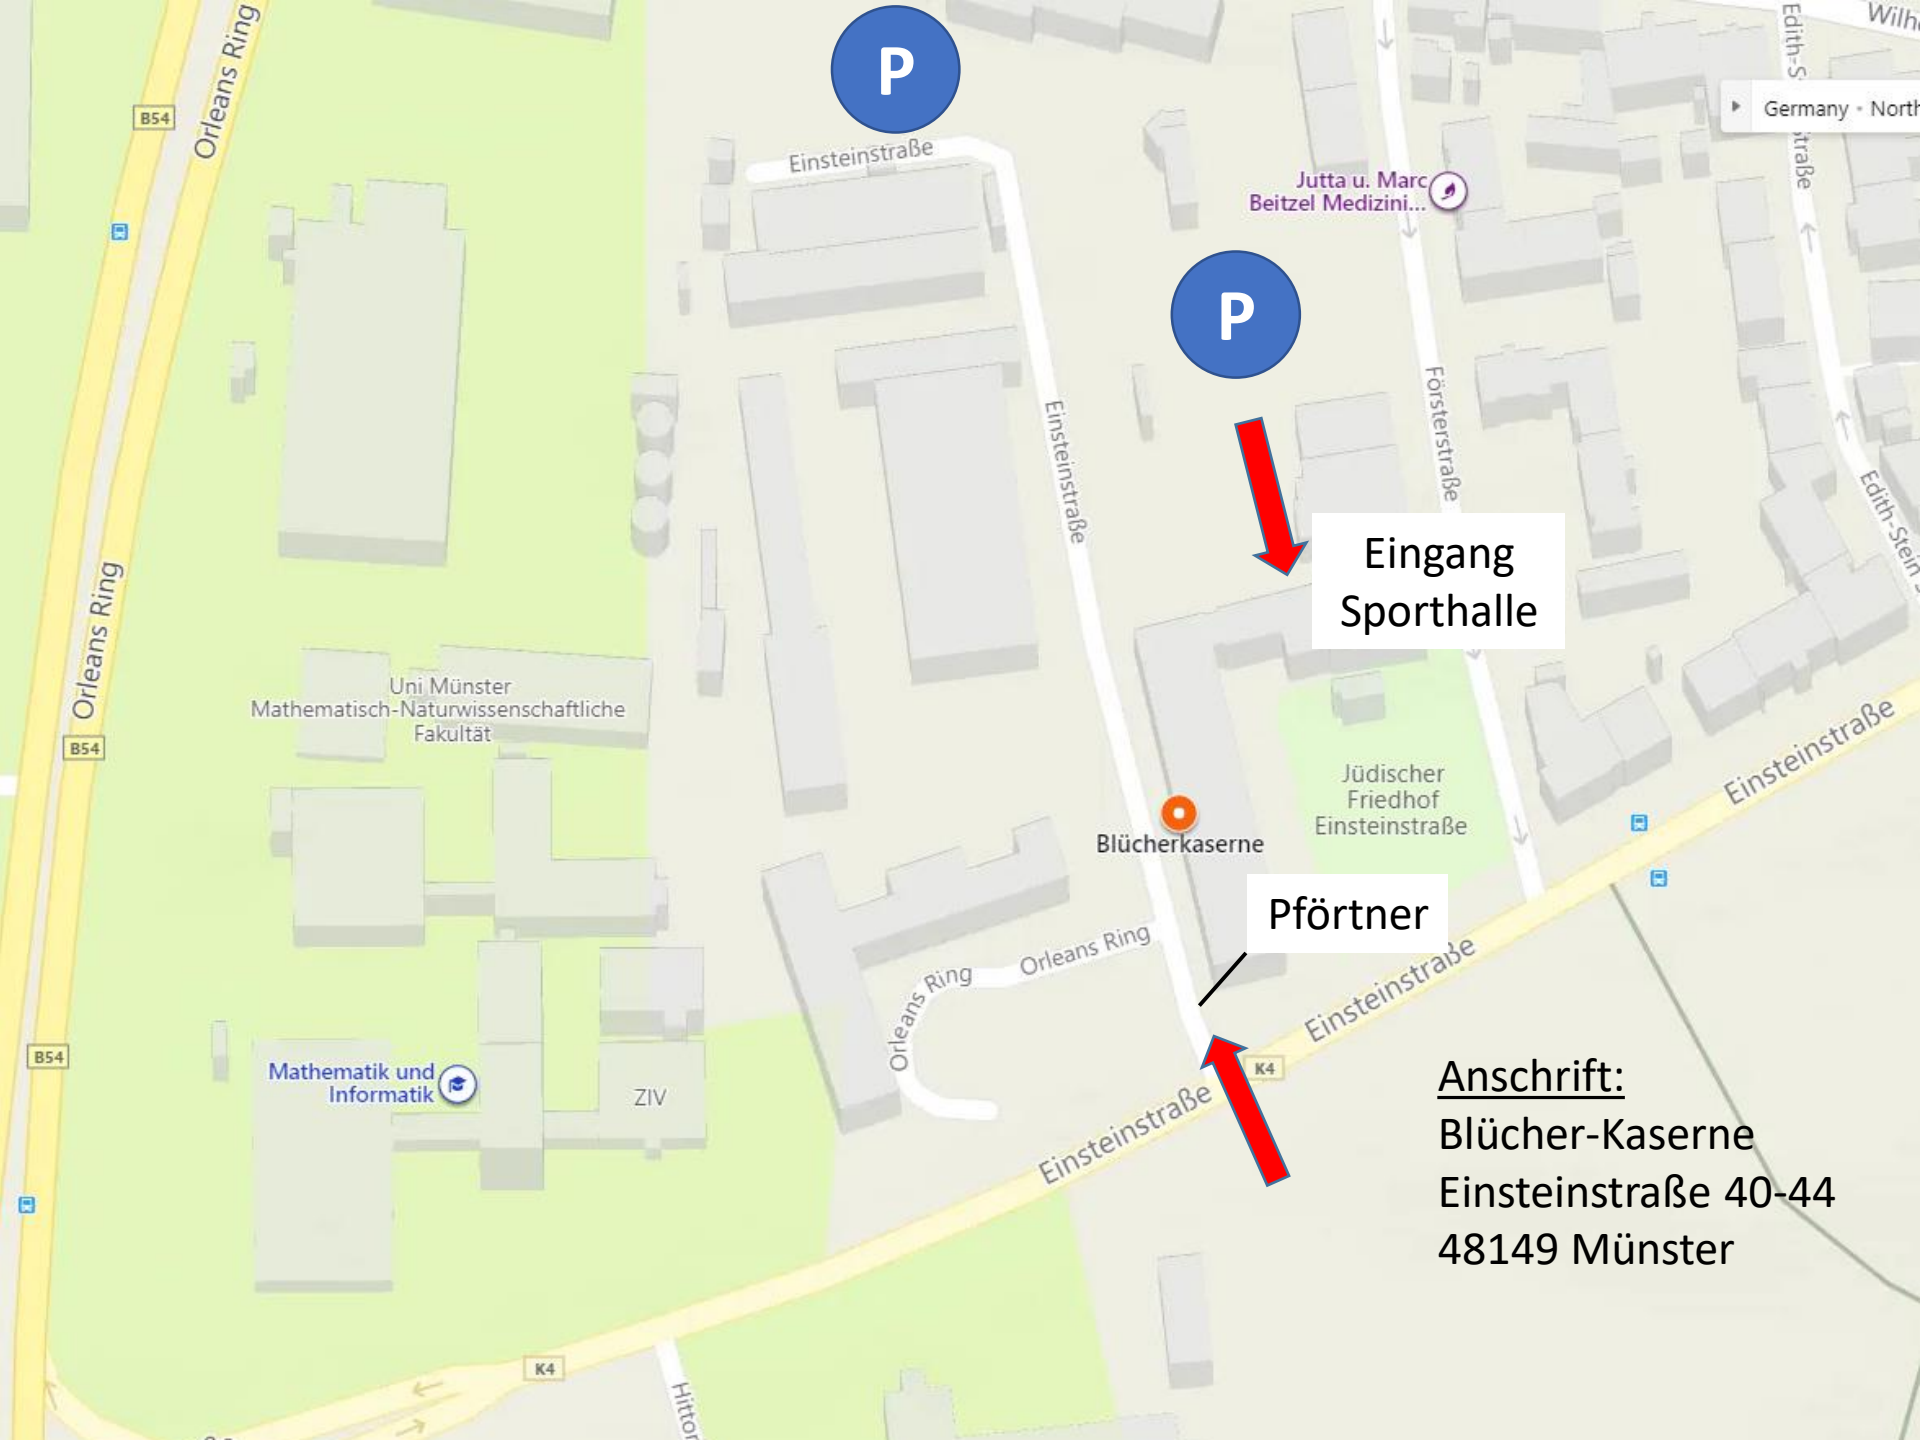 Orleans Ring
P
Edith-S
Wilh
B54
Einsteinstraße
Germany • North
traße
Jutta u. Marc
Beitzel Medizini...
P
Försterstraße
Einsteinstraße
Edith-Stein
Eingang
Sporthalle
Orleans Ring
Uni Münster
Mathematisch-Naturwissenschaftliche
Fakultät
B54
Einsteinstraße
Jüdischer
Friedhof
Einsteinstraße
Blücherkaserne
Pförtner
Orleans Ring
Orleans Ring
Einsteinstraße
B54
K4
Mathematik und
Informatik
ZIV
Einsteinstraße
Anschrift:
Blücher-Kaserne
Einsteinstraße 40-44
48149 Münster
K4
Hittor